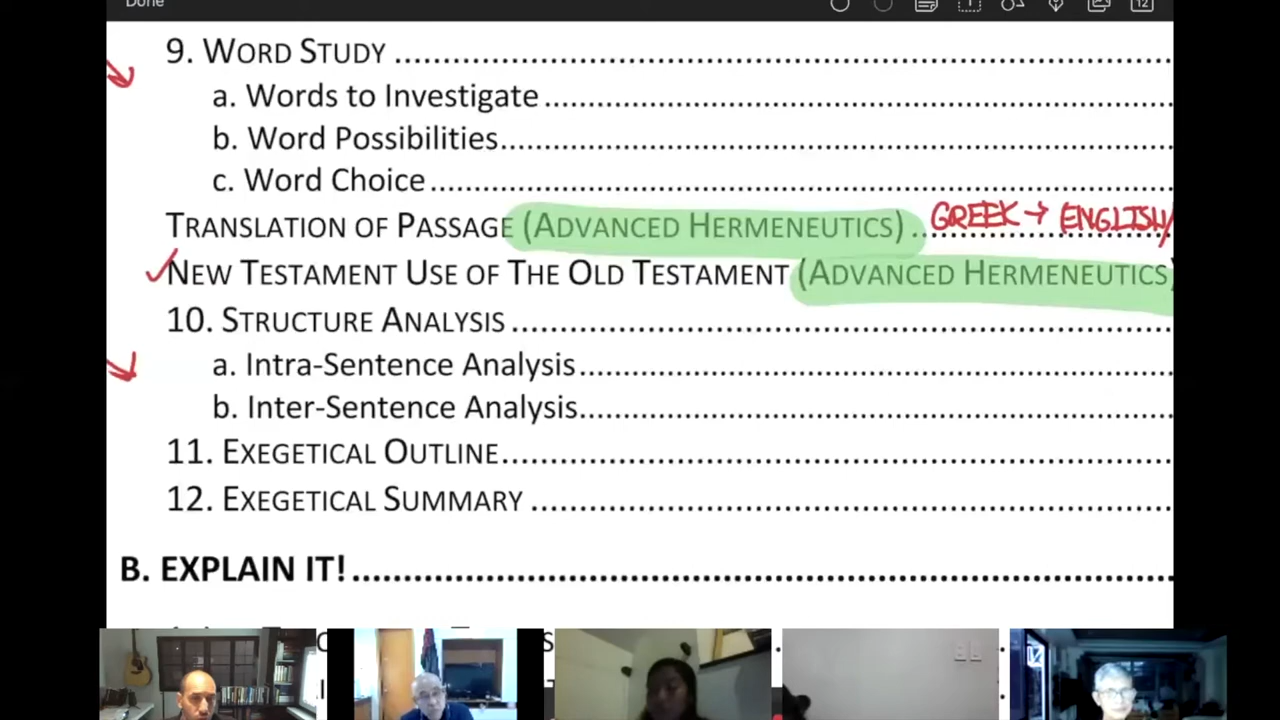 Done
9. WORD STUDY
a. Words to Investigate
b. Word Possibilities
c. Word Choice
TRANSLATION OF PASSAGE (ADVANCED HERMENEUTICS) GREEK → ENGLISH/
NEW TESTAMENT USE OF THE OLD TESTAMENT (ADVANCED HERMENEUTICS)
10. STRUCTURE ANALYSIS
a. Intra-Sentence Analysis
b. Inter-Sentence Analysis
11. EXEGETICAL OUTLINE
12. EXEGETICAL SUMMARY
B. EXPLAIN IT!